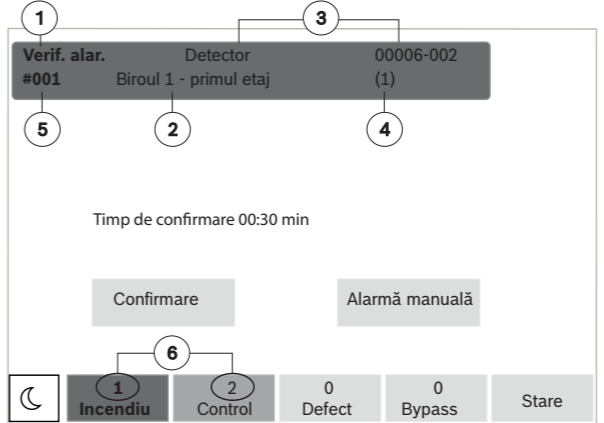 1 3
Verif. alar. Detector 00006-002
#001 Biroul 1 - primul etaj (1)
5 2 4
Timp de confirmare 00:30 min
Confirmare Alarmă manuală
6
1 2 0 0
Incendiu Control Defect Bypass Stare